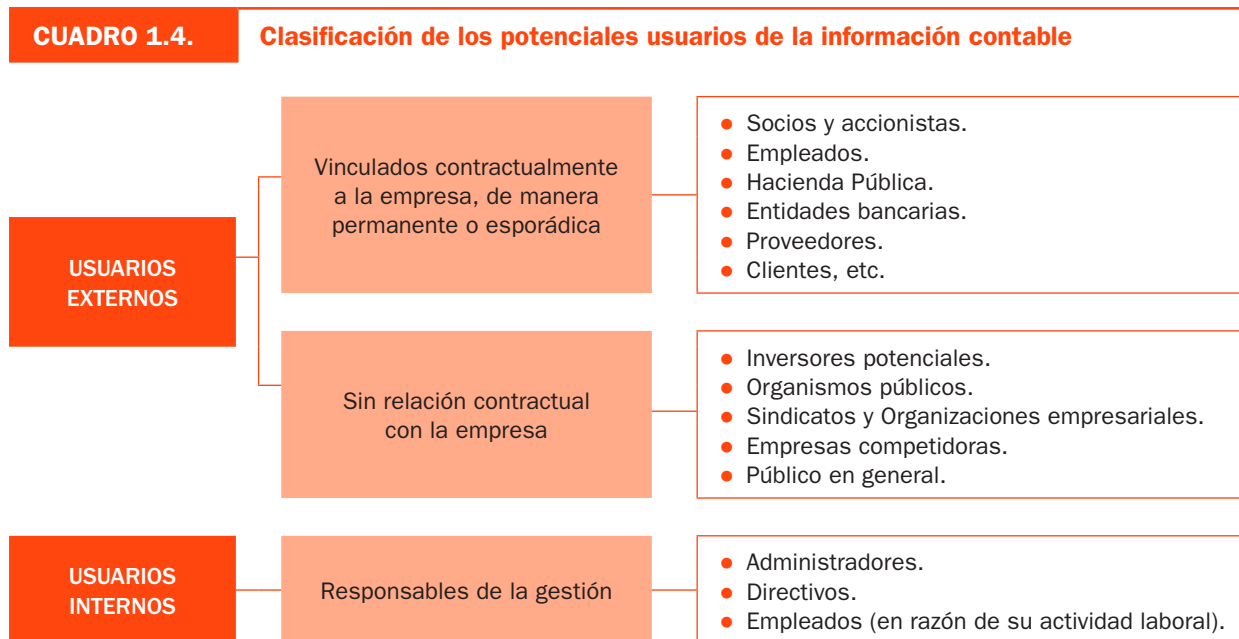 CUADRO 1.4.
Clasificación de los potenciales usuarios de la información contable
USUARIOS
EXTERNOS
Vinculados contractualmente
a la empresa, de manera
permanente o esporádica
● Socios y accionistas.
● Empleados.
● Hacienda Pública.
● Entidades bancarias.
● Proveedores.
● Clientes, etc.
Sin relación contractual
con la empresa
● Inversores potenciales.
● Organismos públicos.
● Sindicatos y Organizaciones empresariales.
● Empresas competidoras.
● Público en general.
USUARIOS
INTERNOS
Responsables de la gestión
● Administradores.
● Directivos.
● Empleados (en razón de su actividad laboral).